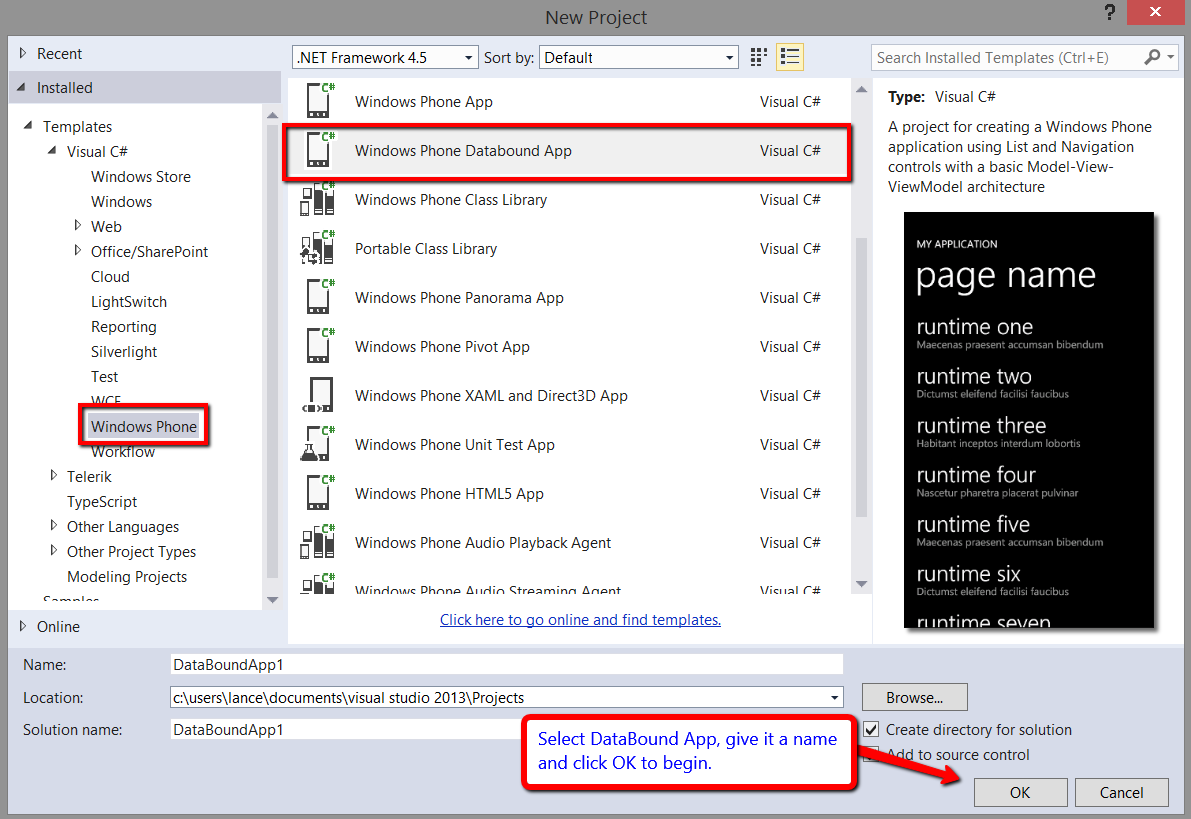 New Project
?
Recent
Installed
Templates
Visual C#
Windows Store
Windows
Web
Office/SharePoint
Cloud
LightSwitch
Reporting
Silverlight
Test
WCF
Windows Phone
Workflow
Telerik
TypeScript
Other Languages
Other Project Types
Modeling Projects
Samples
Online
.NET Framework 4.5
Sort by: Default
Windows Phone App Visual C#
Windows Phone Databound App Visual C#
Windows Phone Class Library Visual C#
Portable Class Library Visual C#
Windows Phone Panorama App Visual C#
Windows Phone Pivot App Visual C#
Windows Phone XAML and Direct3D App Visual C#
Windows Phone Unit Test App Visual C#
Windows Phone HTML5 App Visual C#
Windows Phone Audio Playback Agent Visual C#
Windows Phone Audio Streaming Agent Visual C#
Click here to go online and find templates.
Search Installed Templates (Ctrl+E)
Type: Visual C#
A project for creating a Windows Phone
application using List and Navigation
controls with a basic Model-View-
ViewModel architecture
MY APPLICATION
page name
runtime one
Maecenas praesent accumsan bibendum
runtime two
Dictumst eleifend facilisi faucibus
runtime three
Habitant inceptos interdum lobortis
runtime four
Nascetur pharetra placerat pulvinar
runtime five
Maecenas praesent accumsan bibendum
runtime six
Dictumst eleifend facilisi faucibus
runtime seven
Name: DataBoundApp1
Location: c:\users\lance\documents\visual studio 2013\Projects
Browse...
Solution name: DataBoundApp1
Create directory for solution
Add to source control
Select DataBound App, give it a name
and click OK to begin.
OK
Cancel